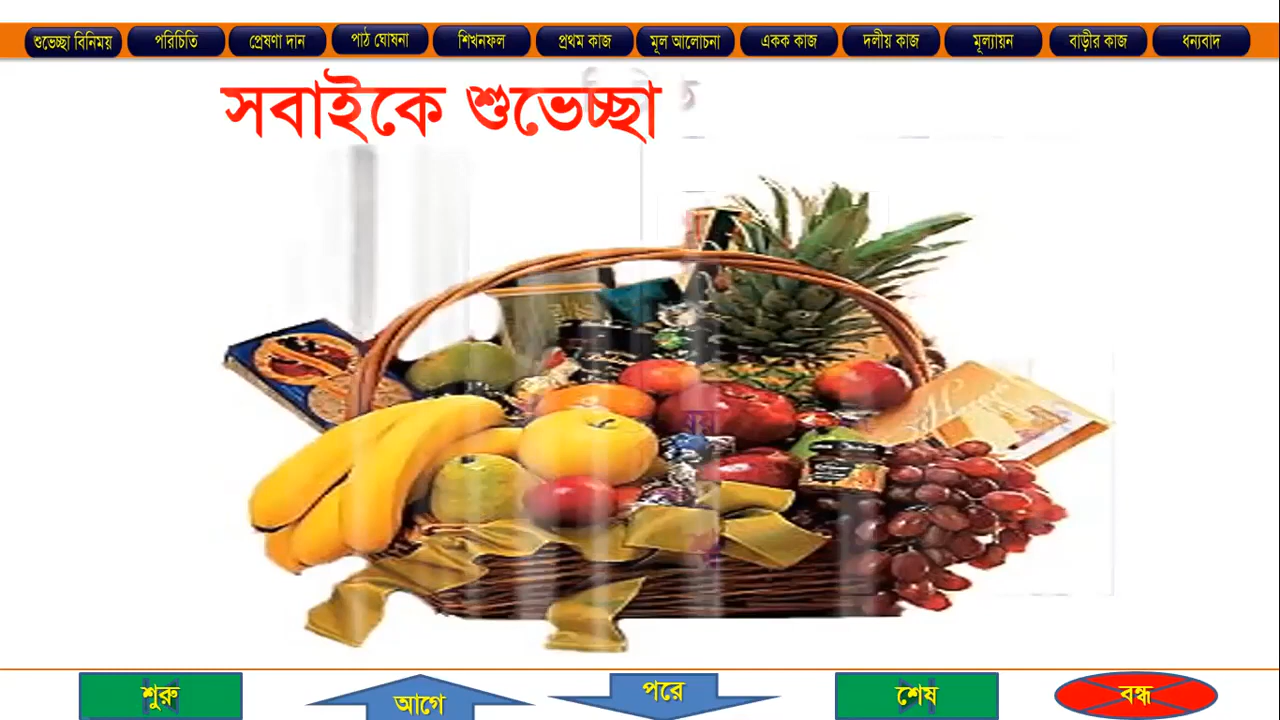 শুভেচ্ছা বিনিময় পরিচিতি প্রেষণা দান পাঠ ঘোষনা শিখনফল প্রথম কাজ মূল আলোচনা একক কাজ দলীয় কাজ মূল্যায়ন বাড়ীর কাজ ধন্যবাদ
সবাইকে শুভেচ্ছা
শুরু আগে পরে শেষ বন্ধ